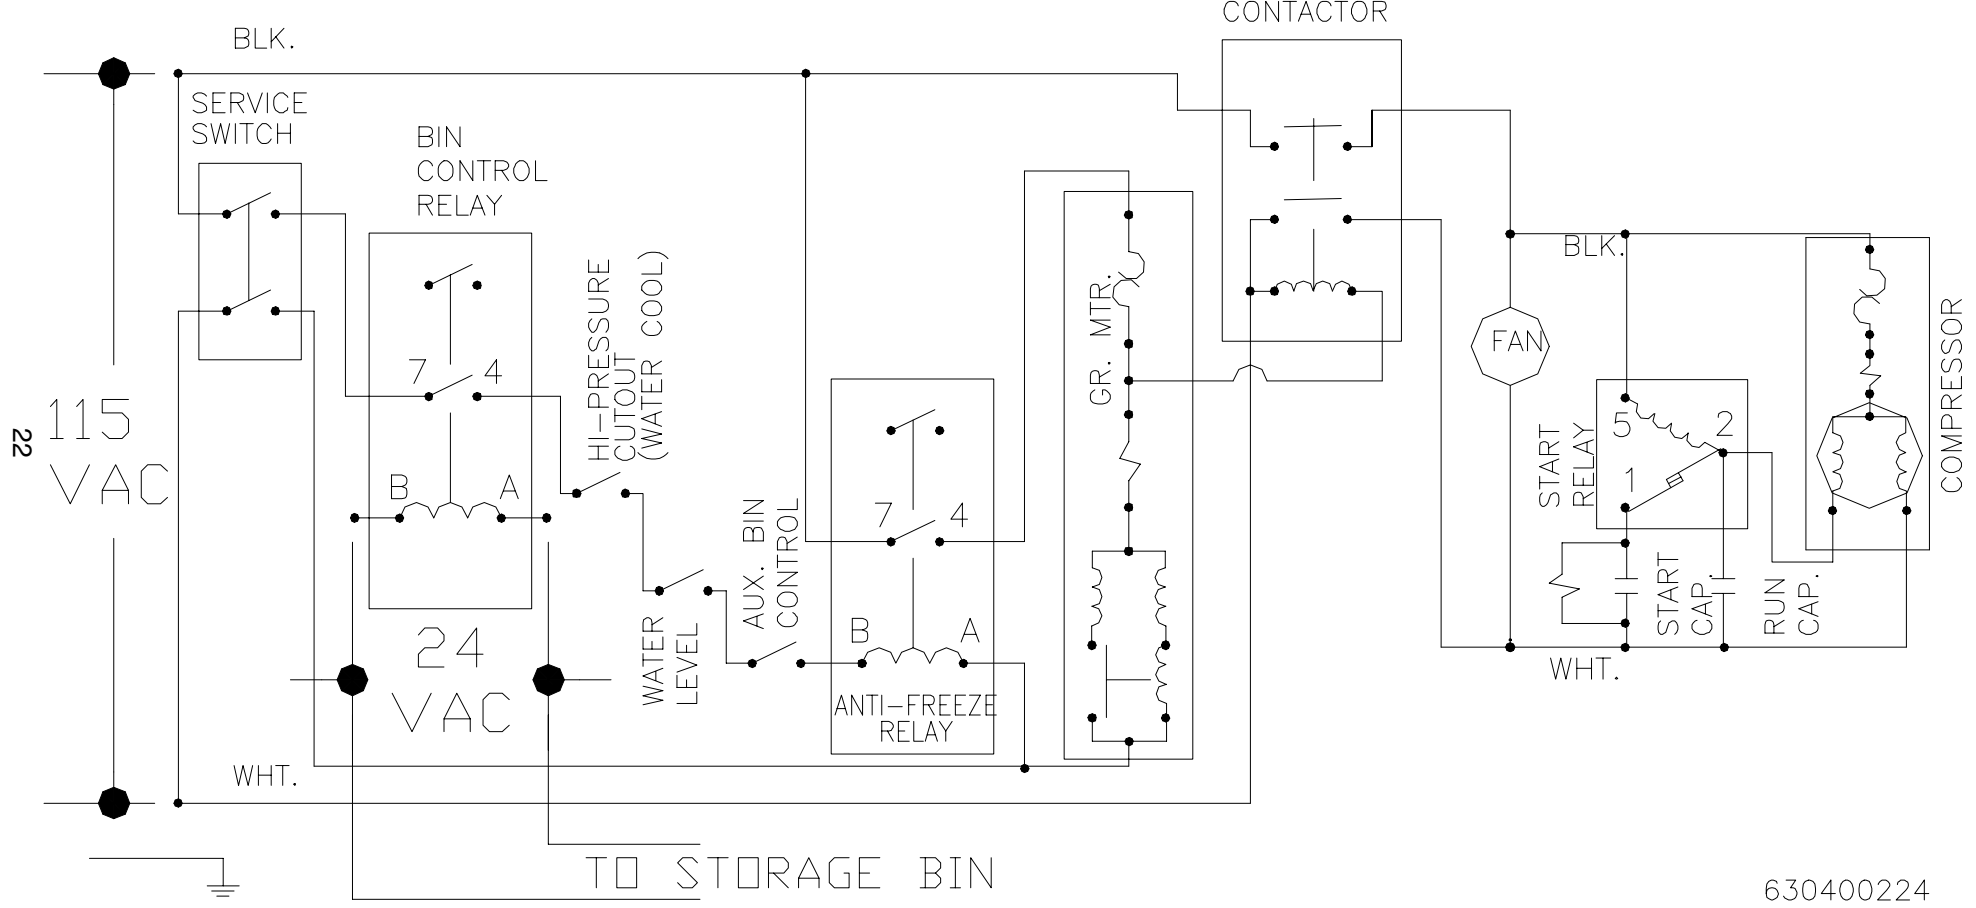 CONTACTOR
BLK.
SERVICE
SWITCH
BIN
CONTROL
RELAY
7
4
B
A
HI-PRESSURE
CUTOUT
(WATER COOL)
115
VAC
22
24
VAC
WATER
LEVEL
AUX. BIN
CONTROL
7
4
B
A
ANTI-FREEZE
RELAY
GR. MTR.
FAN
BLK.
START
RELAY
5
2
1
START
CAP.
RUN
CAP.
COMPRESSOR
WHT.
WHT.
TO STORAGE BIN
630400224